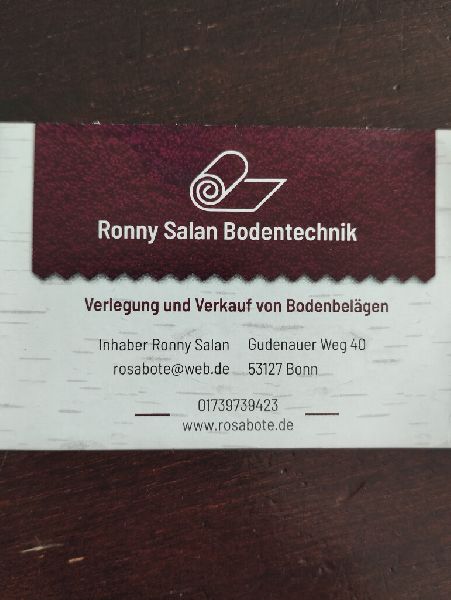 Ronny Salan Bodentechnik
Verlegung und Verkauf von Bodenbelägen
Inhaber Ronny Salan Gudenauer Weg 40
rosabote@web.de 53127 Bonn
01739739423
www.rosabote.de